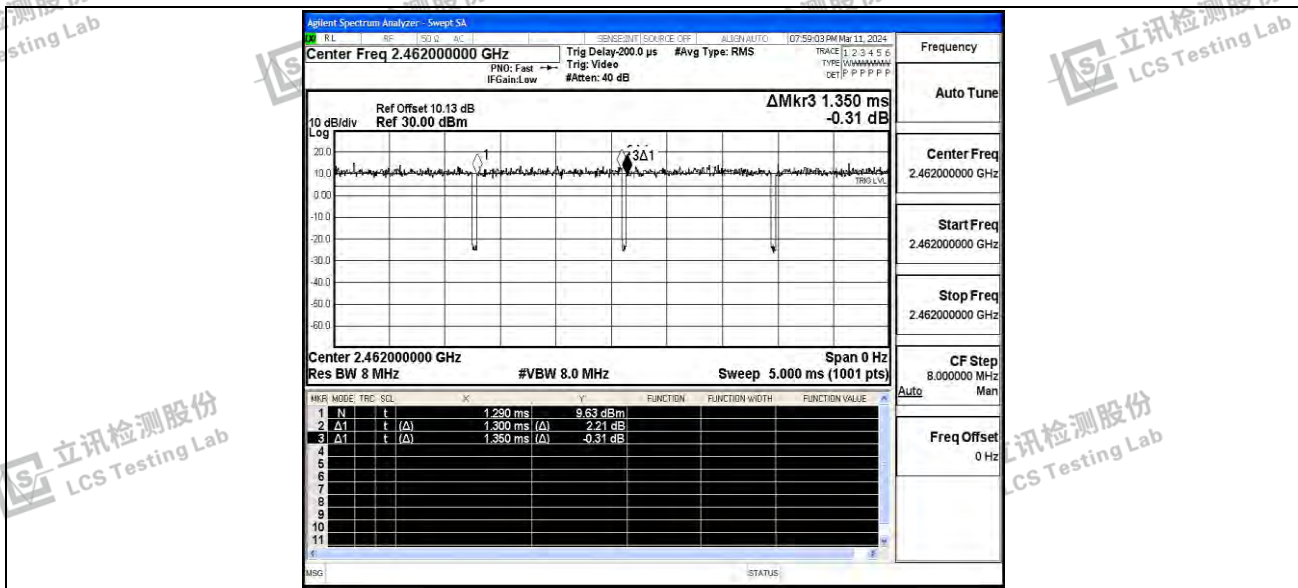 Agilent Spectrum Analyzer - Swept SA
RL RF 50 Ω AC SENSE:INT SOURCE OFF ALIGN AUTO 07:59:03 PM Mar 11, 2024
Center Freq 2.462000000 GHz
PNO: Fast
IFGain:Low
Trig Delay-200.0 µs
Trig: Video
#Atten: 40 dB
#Avg Type: RMS
TRACE 1 2 3 4 5 6
TYPE
DET P P P P P P
Frequency
Auto Tune
Center Freq
2.462000000 GHz
Start Freq
2.462000000 GHz
Stop Freq
2.462000000 GHz
CF Step
8.000000 MHz
Auto Man
Freq Offset
0 Hz
ΔMkr3 1.350 ms
-0.31 dB
Ref Offset 10.13 dB
10 dB/div Ref 30.00 dBm
Log
20.0
10.0
0.00
-10.0
-20.0
-30.0
-40.0
-50.0
-60.0
1
3Δ1
TRIG LVL
Center 2.462000000 GHz Span 0 Hz
Res BW 8 MHz #VBW 8.0 MHz Sweep 5.000 ms (1001 pts)
MKR MODE TRC SCL X Y FUNCTION FUNCTION WIDTH FUNCTION VALUE
1 N t 1.290 ms 9.63 dBm
2 Δ1 t (Δ) 1.300 ms (Δ) 2.21 dB
3 Δ1 t (Δ) 1.350 ms (Δ) -0.31 dB
4
5
6
7
8
9
10
11
MSG STATUS
esting Lab
立讯检测股份
LCS Testing Lab
立讯检测股份
LCS Testing Lab
讯检测股份
LCS Testing Lab